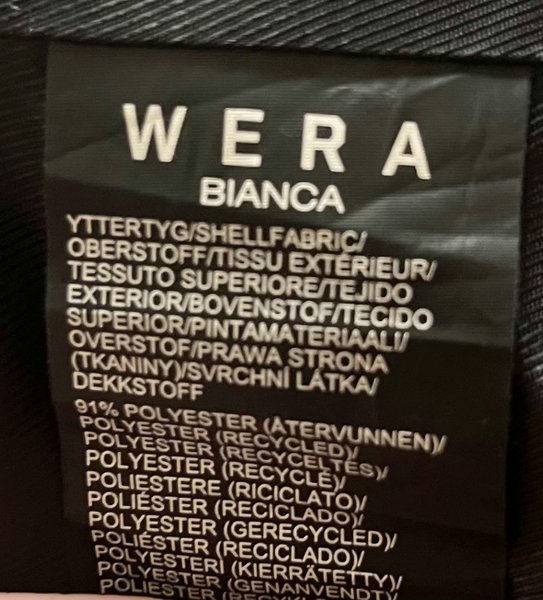 WERA
BIANCA
YTTERTYG/SHELLFABRIC/
OBERSTOFF/TISSU EXTÉRIEUR/
TESSUTO SUPERIORE/TEJIDO
EXTERIOR/BOVENSTOF/TECIDO
SUPERIOR/PINTAMATERIAALI/
OVERSTOF/PRAWA STRONA
(TKANINY)/SVRCHNÍ LÁTKA/
DEKKSTOFF
91% POLYESTER (ÅTERVUNNEN)/
POLYESTER (RECYCLED)/
POLYESTER (RECYCELTES)/
POLYESTER (RECYCLÉ)/
POLIESTERE (RICICLATO)/
POLIÉSTER (RECICLADO)/
POLYESTER (GERECYCLED)/
POLIÉSTER (RECICLADO)/
POLYESTERI (KIERRÄTETTY)/
POLYESTER (GENANVENDT)/
POLIESTER